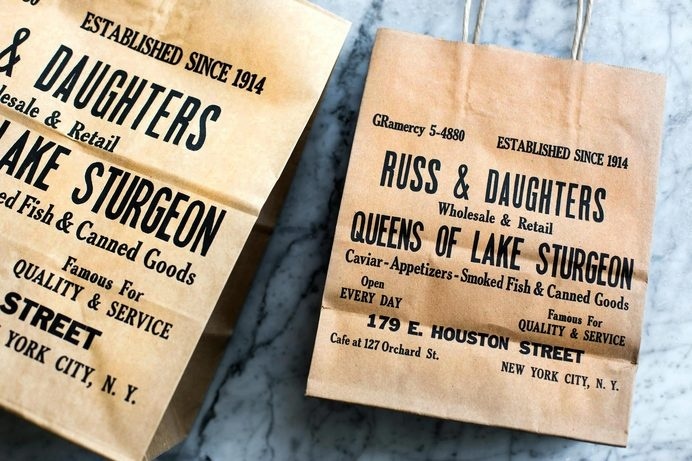 ESTABLISHED SINCE 1914
& DAUGHTERS
& Retail
LAKE STURGEON
Fish & Canned Goods
Famous For
QUALITY & SERVICE
STREET
YORK CITY, N. Y.
GRamercy 5-4880
ESTABLISHED SINCE 1914
RUSS & DAUGHTERS
Wholesale & Retail
QUEENS OF LAKE STURGEON
Caviar-Appetizers-Smoked Fish & Canned Goods
Open
EVERY DAY
Famous For
QUALITY & SERVICE
179 E. HOUSTON STREET
Cafe at 127 Orchard St.
NEW YORK CITY, N. Y.